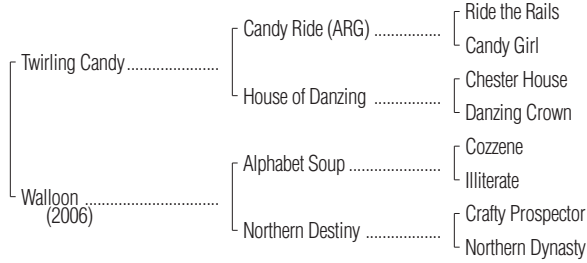 Ride the Rails
Candy Ride (ARG) ................
Candy Girl
Twirling Candy ......................
Chester House
House of Danzing ................
Danzing Crown
Cozzene
Alphabet Soup ......................
Illiterate
Walloon ................................
(2006)
Crafty Prospector
Northern Destiny ..................
Northern Dynasty